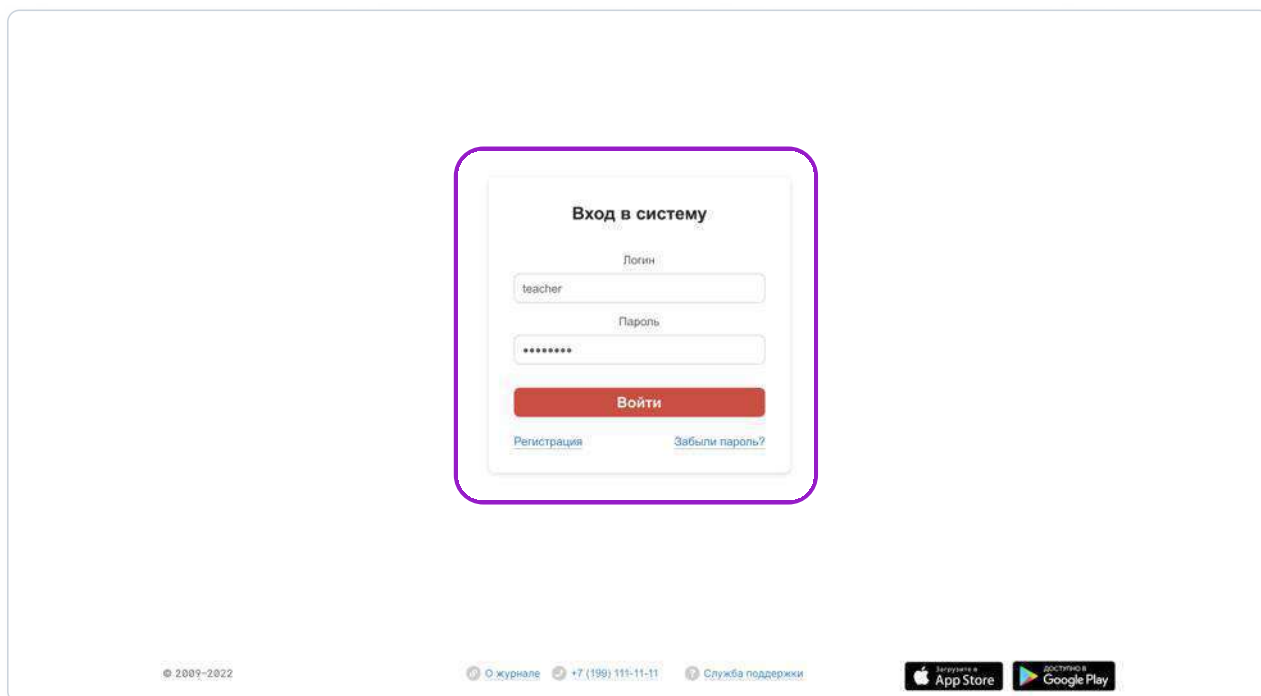 Вход в систему
Логин
teacher
Пароль
••••••••
Войти
Регистрация Забыли пароль?
© 2009-2022 О журнале +7 (199) 111-11-11 Служба поддержки Загрузите в App Store ДОСТУПНО В Google Play